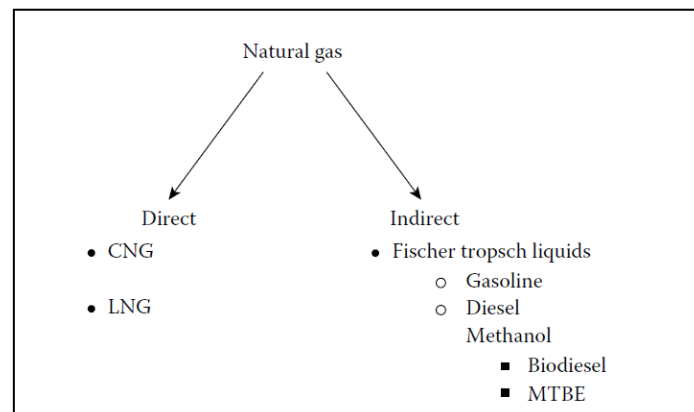 Natural gas
Direct
Indirect
• CNG
• LNG
• Fischer tropsch liquids
○ Gasoline
○ Diesel
Methanol
■ Biodiesel
■ MTBE